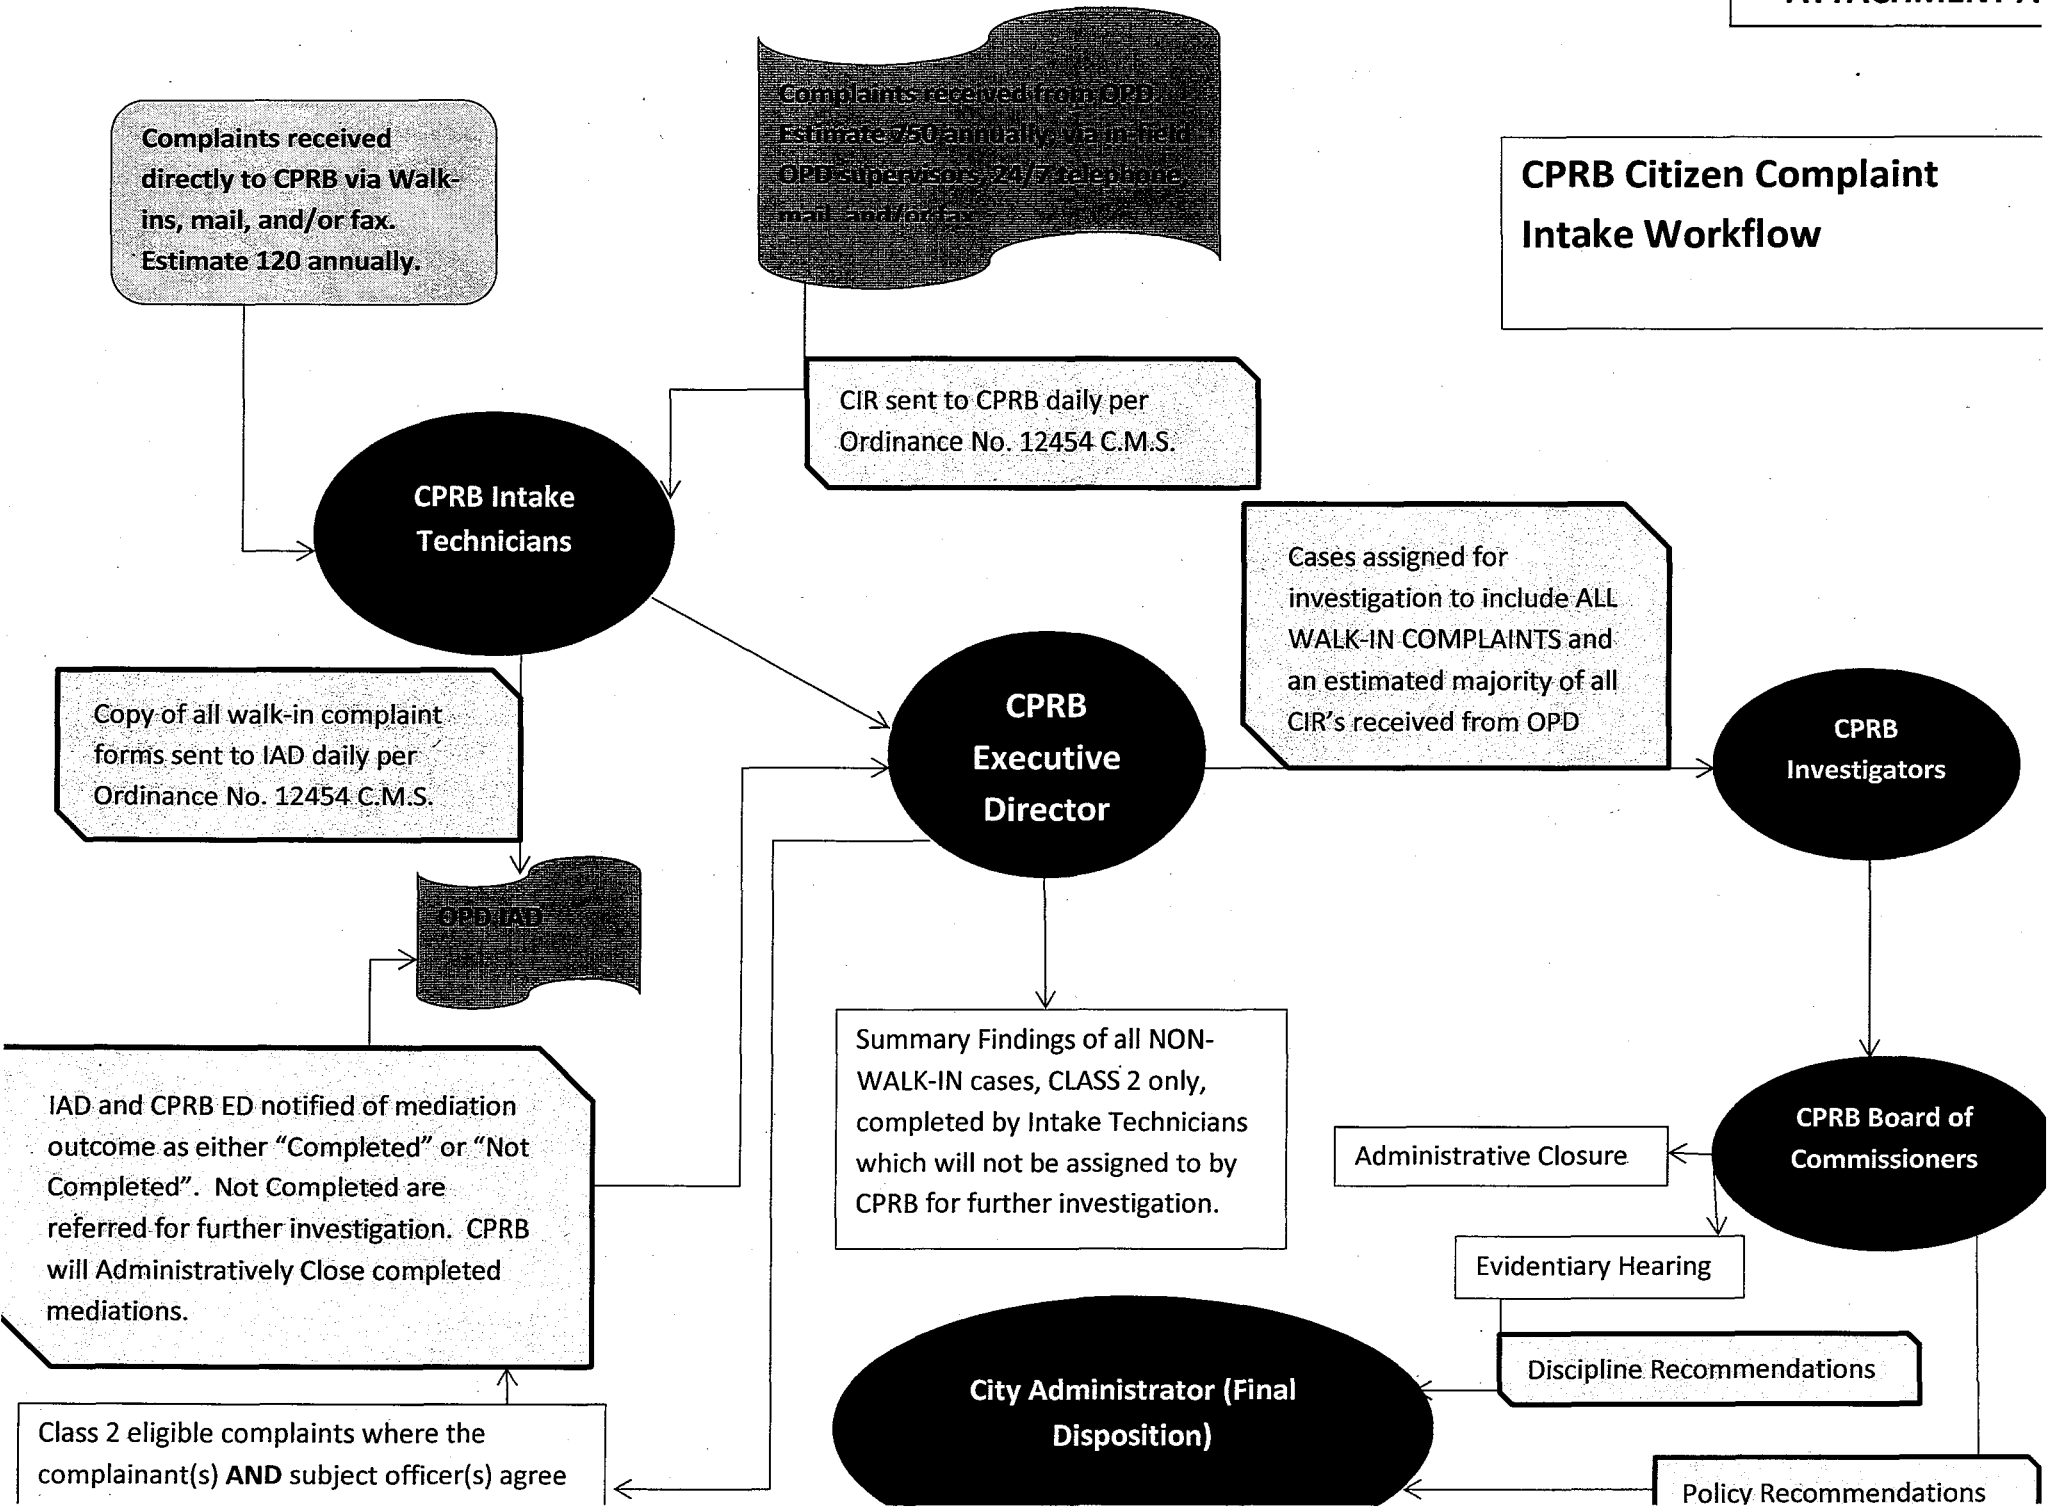 ATTACHMENT A
Complaints received from OPD.
Estimate 750 annually, via in-field
OPD supervisors, 24/7 telephone,
mail, and/or fax
Complaints received
directly to CPRB via Walk-
ins, mail, and/or fax.
Estimate 120 annually.
CPRB Citizen Complaint
Intake Workflow
CIR sent to CPRB daily per
Ordinance No. 12454 C.M.S.
CPRB Intake
Technicians
Cases assigned for
investigation to include ALL
WALK-IN COMPLAINTS and
an estimated majority of all
CIR's received from OPD
Copy of all walk-in complaint
forms sent to IAD daily per
Ordinance No. 12454 C.M.S.
CPRB
Executive
Director
CPRB
Investigators
OPD IAD
Summary Findings of all NON-
WALK-IN cases, CLASS 2 only,
completed by Intake Technicians
which will not be assigned to by
CPRB for further investigation.
IAD and CPRB ED notified of mediation
outcome as either “Completed” or “Not
Completed”. Not Completed are
referred for further investigation. CPRB
will Administratively Close completed
mediations.
CPRB Board of
Commissioners
Administrative Closure
Evidentiary Hearing
Discipline Recommendations
City Administrator (Final
Disposition)
Class 2 eligible complaints where the
complainant(s) AND subject officer(s) agree
Policy Recommendations